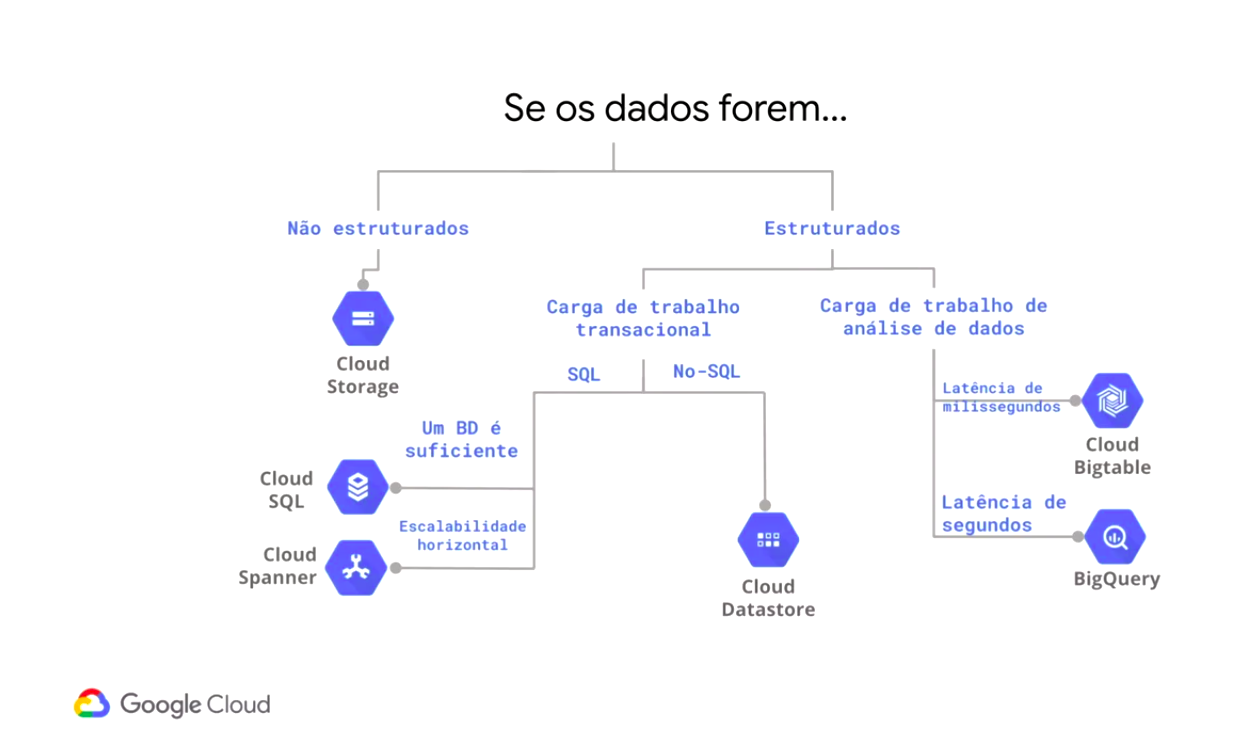 Se os dados forem...
Não estruturados
Estruturados
Cloud
Storage
Carga de trabalho
transacional
Carga de trabalho de
análise de dados
SQL
No-SQL
Um BD é
suficiente
Cloud
SQL
Escalabilidade
horizontal
Cloud
Spanner
Cloud
Datastore
Latência de
milissegundos
Cloud
Bigtable
Latência de
segundos
BigQuery
Google Cloud